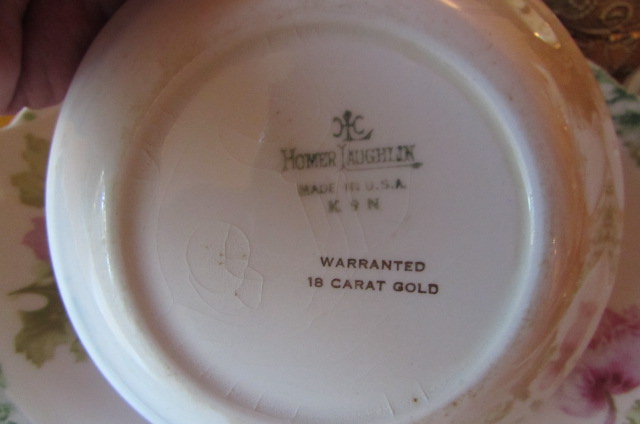 HOMER LAUGHLIN
MADE IN U.S.A.
K 9 N
WARRANTED
18 CARAT GOLD